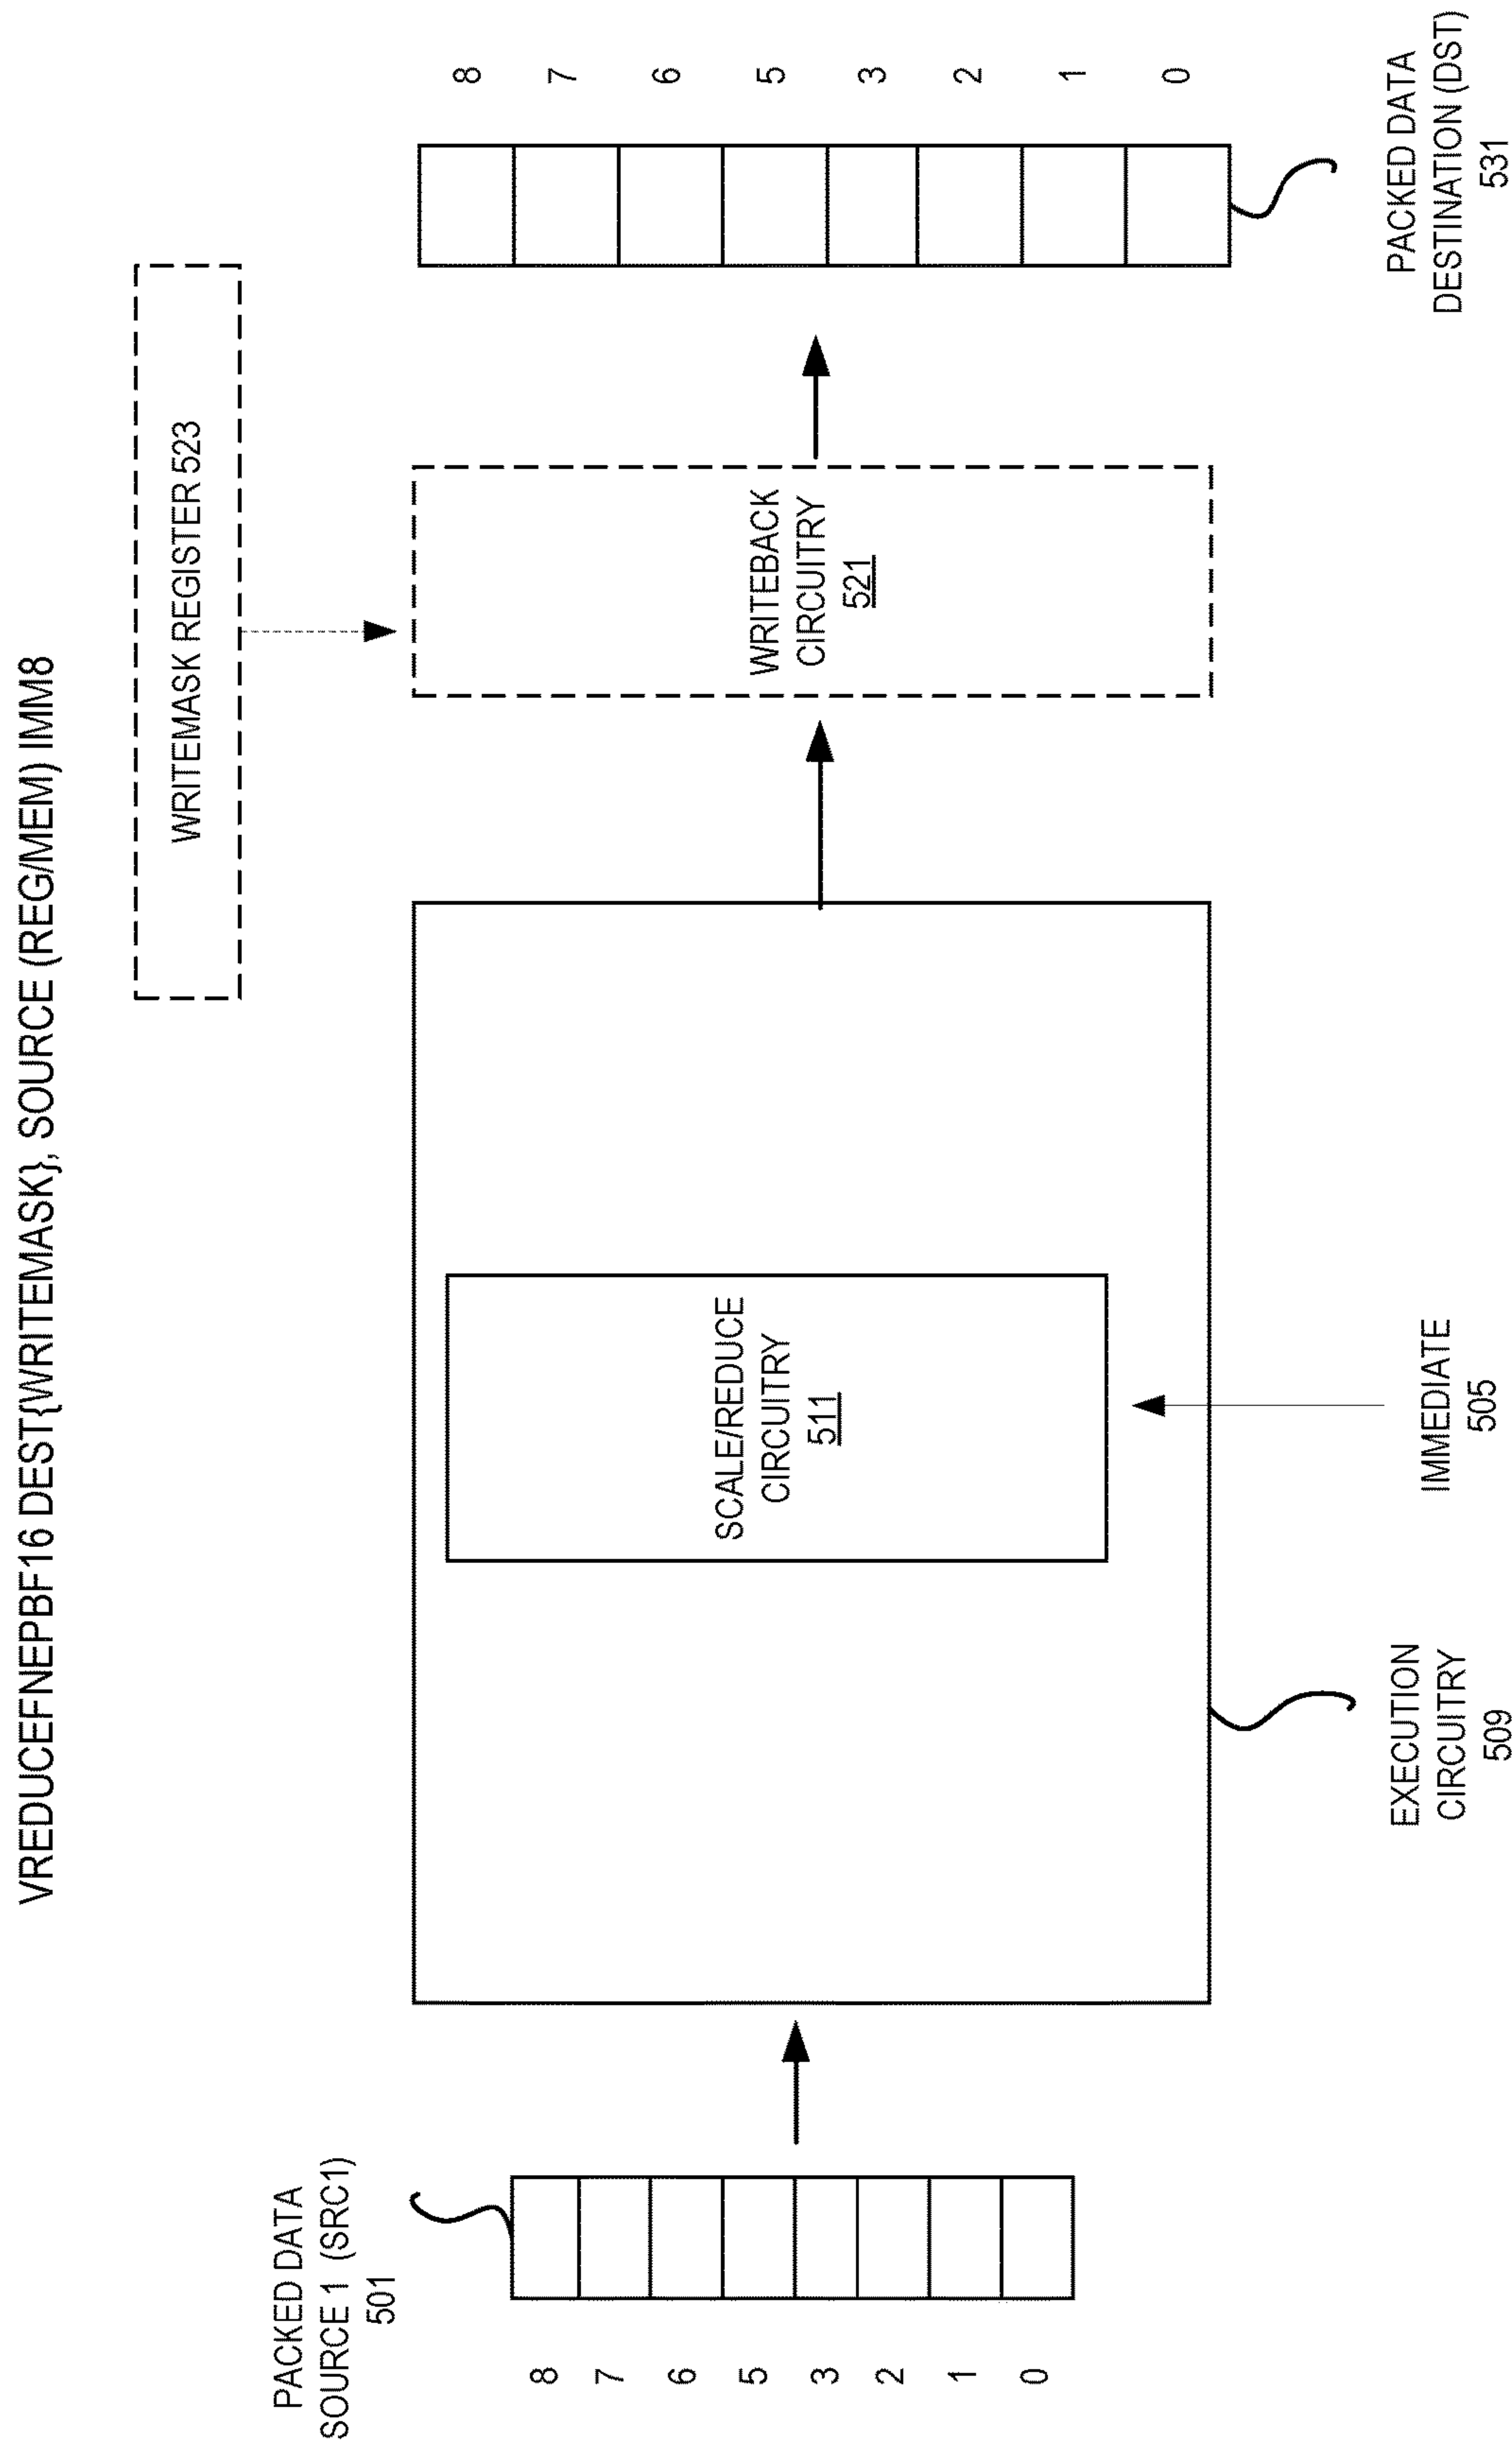 VREDUCEFNEPBF16 DEST{WRITEMASK}, SOURCE (REG/MEM) IMM8
WRITEMASK REGISTER 523
PACKED DATA
SOURCE 1 (SRC1)
501
8
7
6
5
3
2
1
0
SCALE/REDUCE
CIRCUITRY
511
WRITEBACK
CIRCUITRY
521
8
7
6
5
3
2
1
0
EXECUTION
CIRCUITRY
509
IMMEDIATE
505
PACKED DATA
DESTINATION (DST)
531